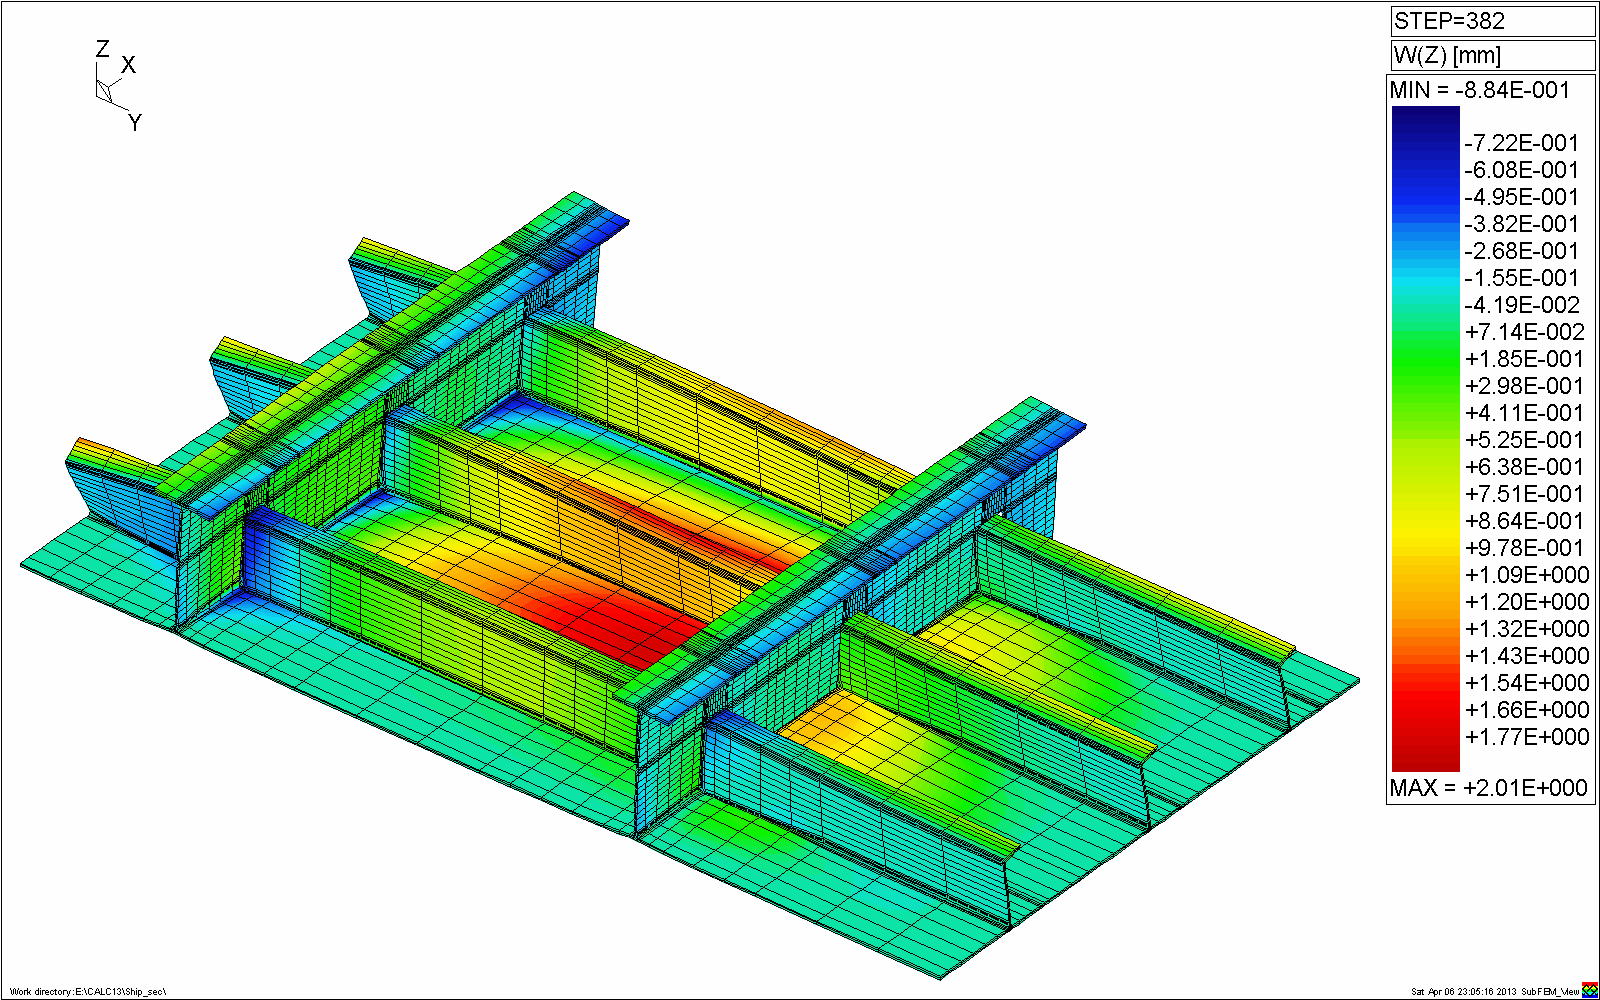 STEP=382
W(Z) [mm]
MIN = -8.84E-001
-7.22E-001
-6.08E-001
-4.95E-001
-3.82E-001
-2.68E-001
-1.55E-001
-4.19E-002
+7.14E-002
+1.85E-001
+2.98E-001
+4.11E-001
+5.25E-001
+6.38E-001
+7.51E-001
+8.64E-001
+9.78E-001
+1.09E+000
+1.20E+000
+1.32E+000
+1.43E+000
+1.54E+000
+1.66E+000
+1.77E+000
MAX = +2.01E+000
Z
X
Y
Work directory:E:\CALC13\Ship_sec\
Sat Apr 06 23:05:16 2013 SubFEM_View